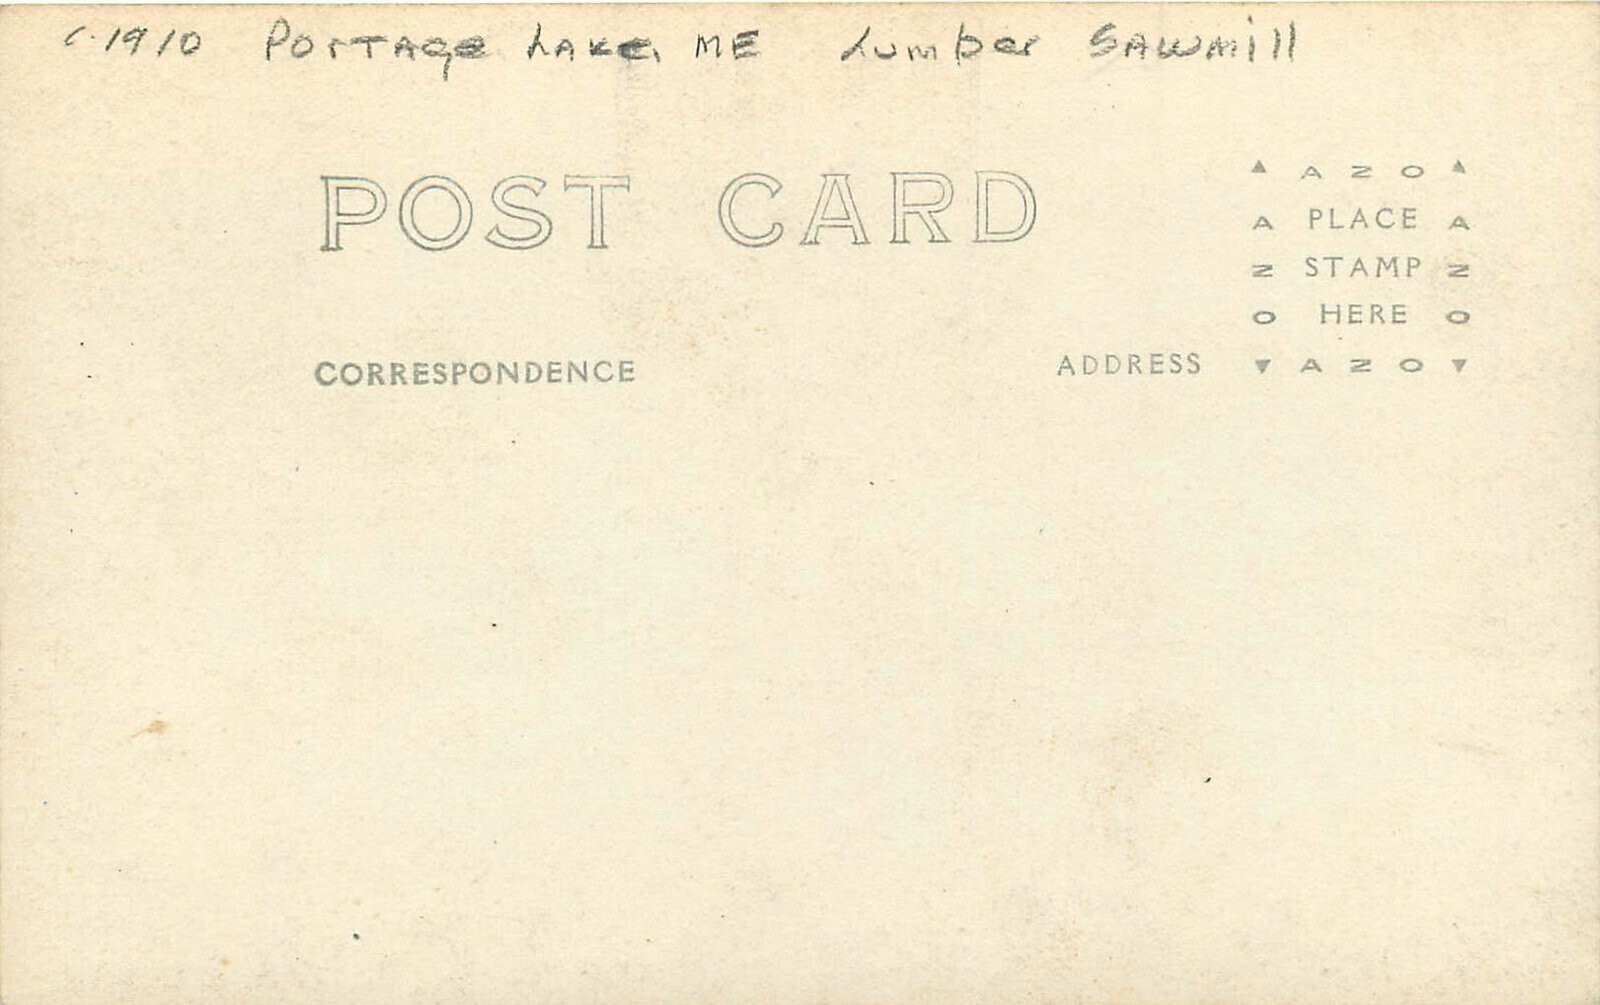 c. 1910 Portage Lake, ME Lumber Sawmill
POST CARD
CORRESPONDENCE
ADDRESS
AZO
A PLACE A
Z STAMP Z
O HERE O
AZO